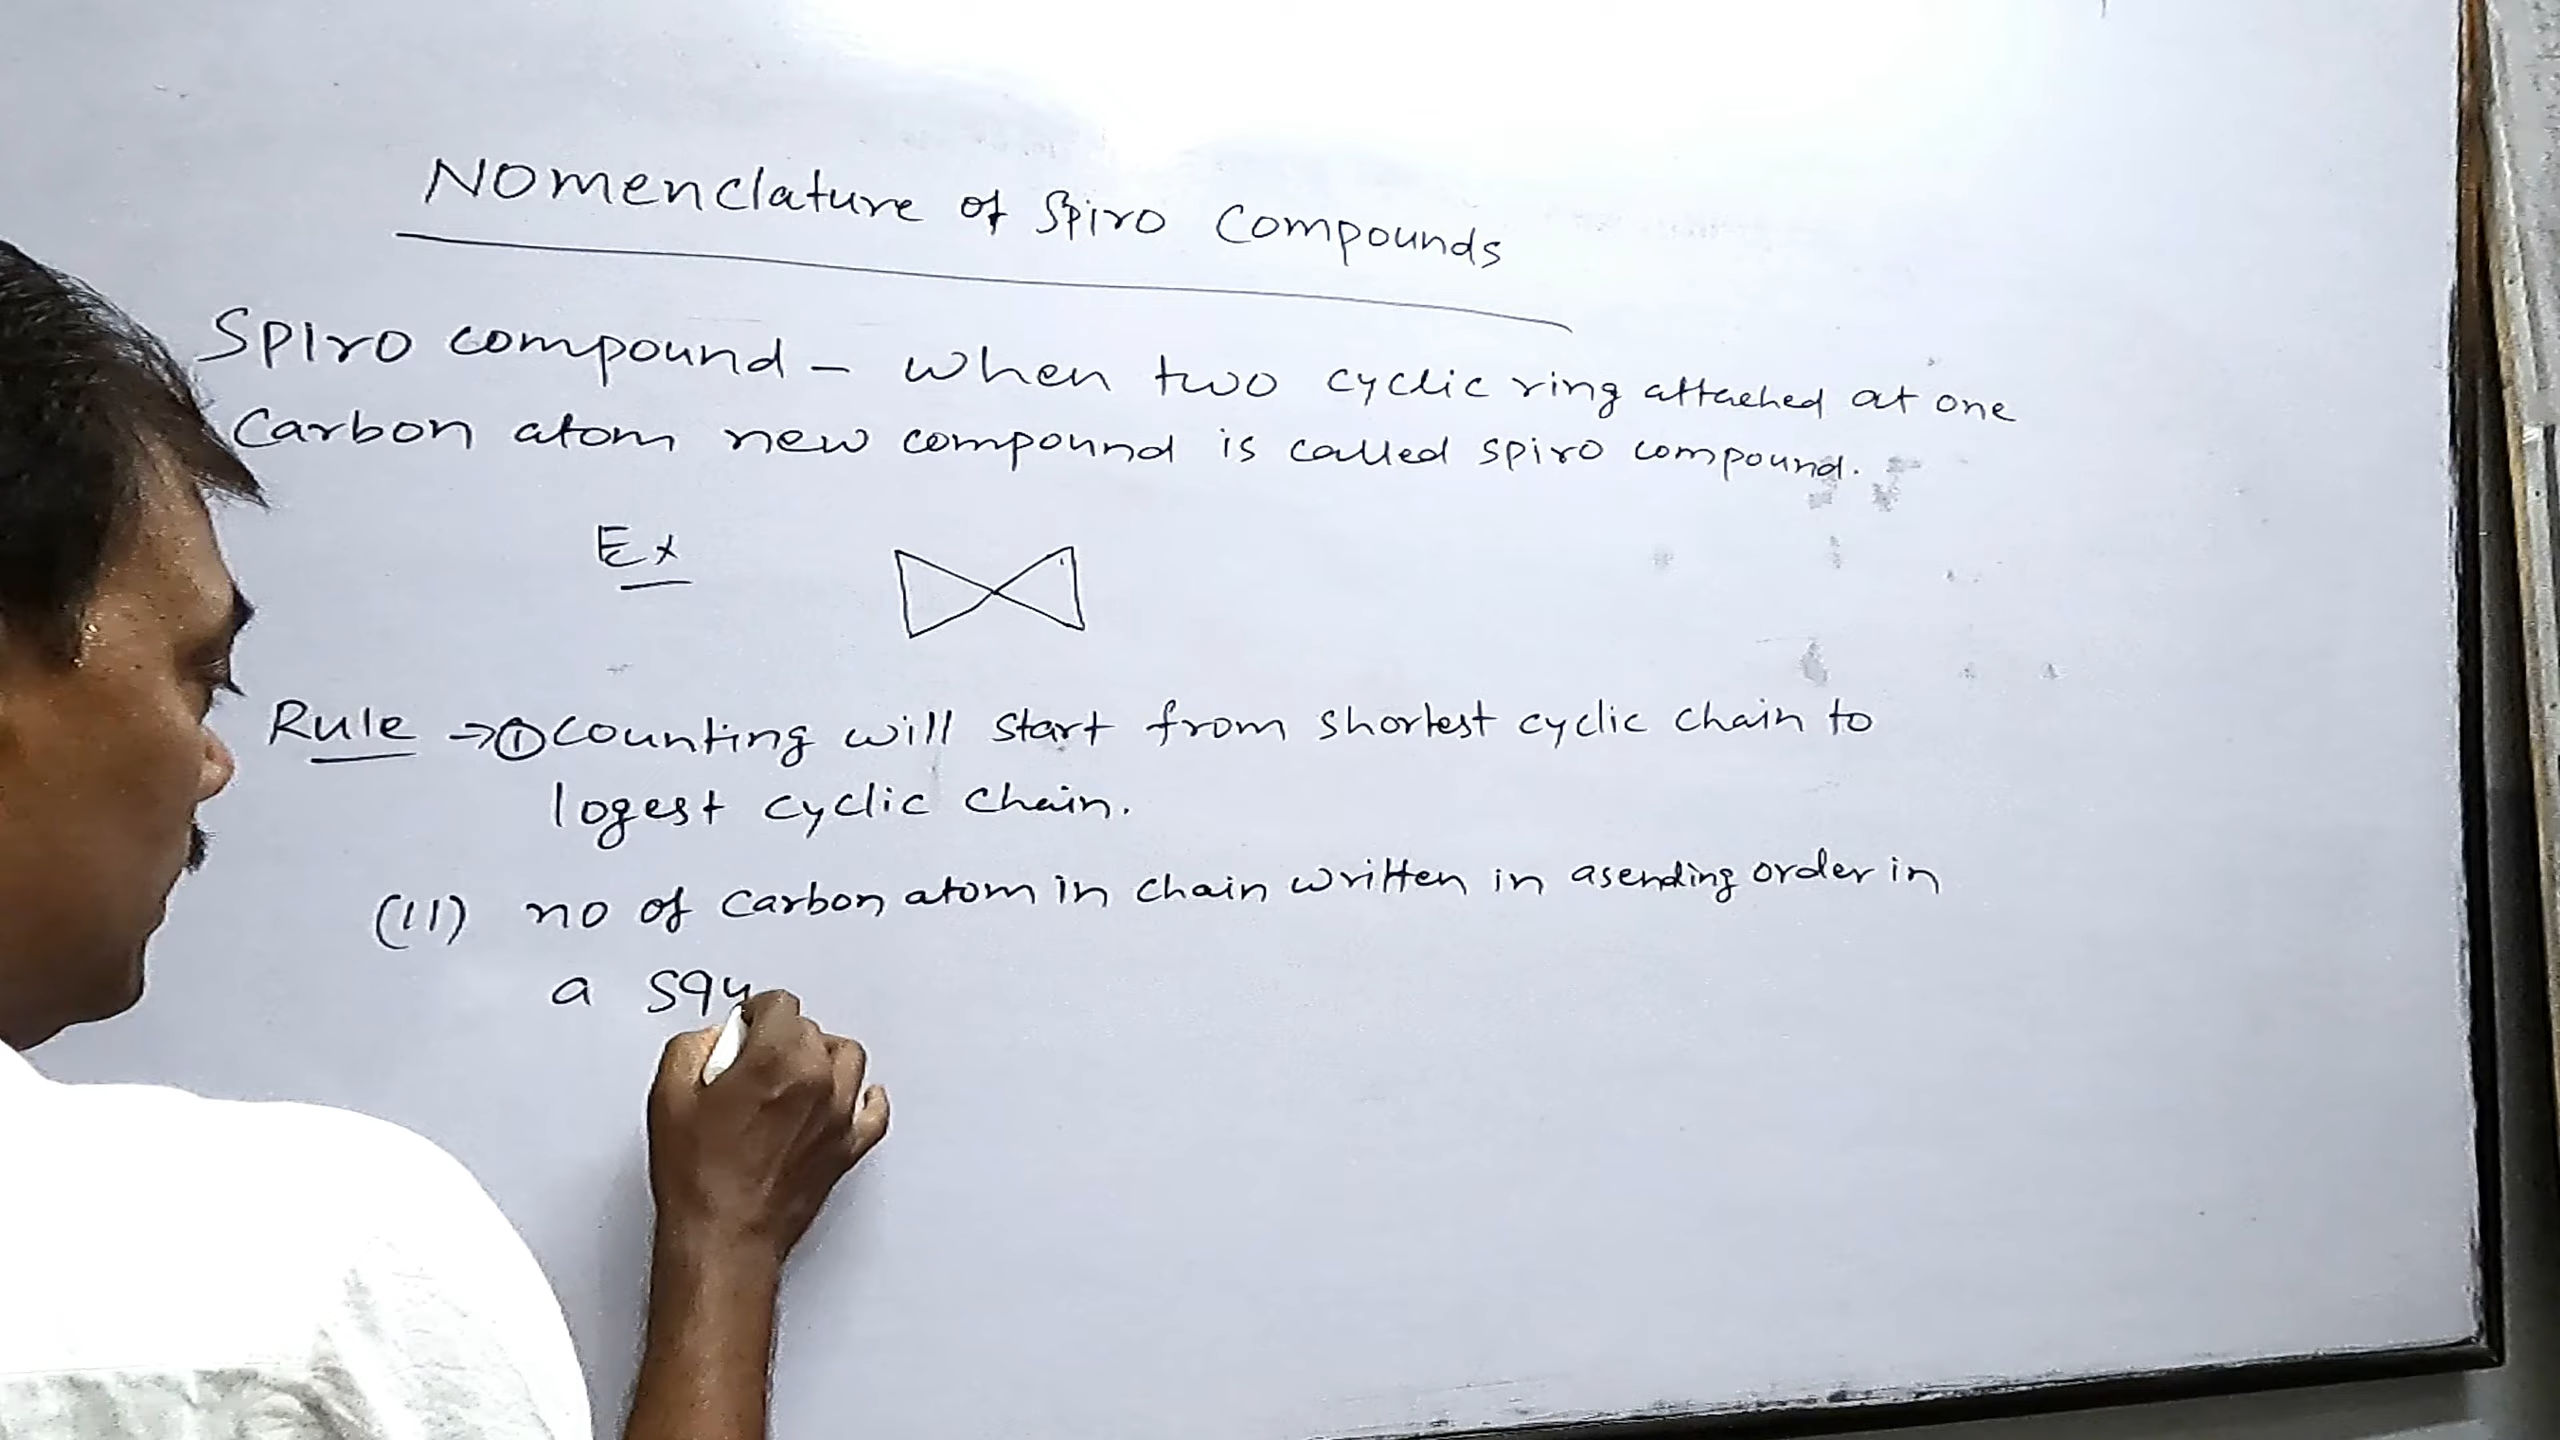 Nomenclature of Spiro Compounds
Spiro compound - when two cyclic ring attached at one
Carbon atom new compound is called spiro compound.
Ex
Rule → ① Counting will start from shortest cyclic chain to
logest cyclic chain.
(II) no of Carbon atom in chain written in asending order in
a squ